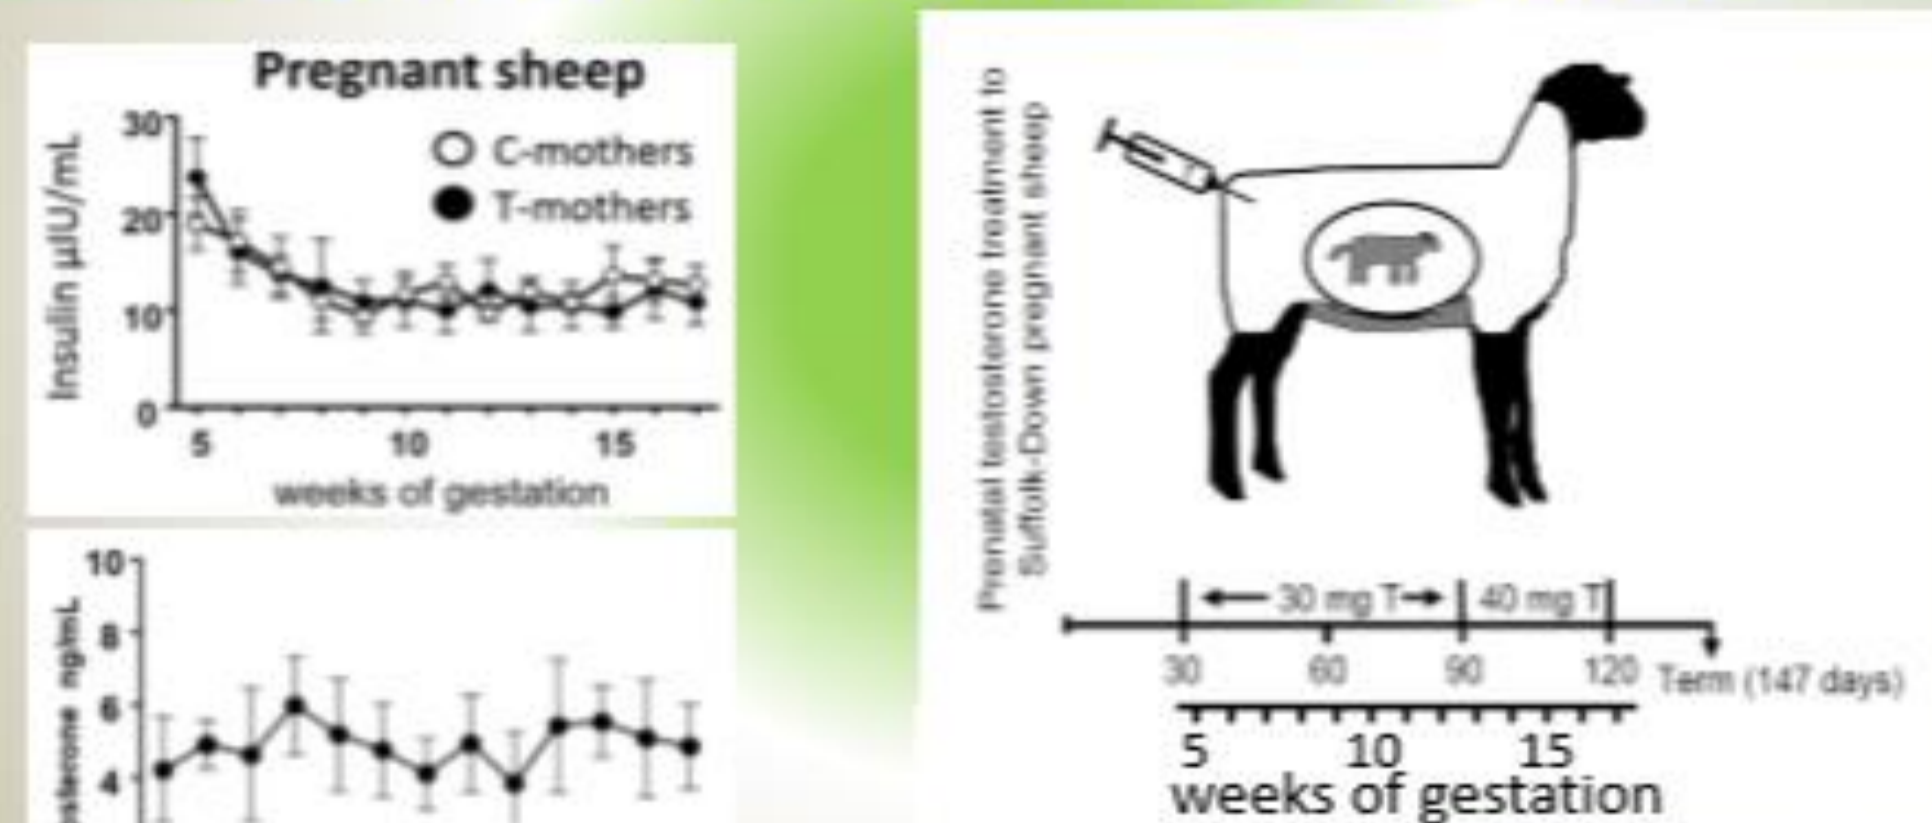 Pregnant sheep
30
20
10
0
Insulin µIU/mL
C-mothers
T-mothers
5 10 15
weeks of gestation
10
8
6
4
ng/mL
Prenatal testosterone treatment to
Suffolk-Down pregnant sheep
30 mg T 40 mg T
30 60 90 120 Term (147 days)
5 10 15
weeks of gestation